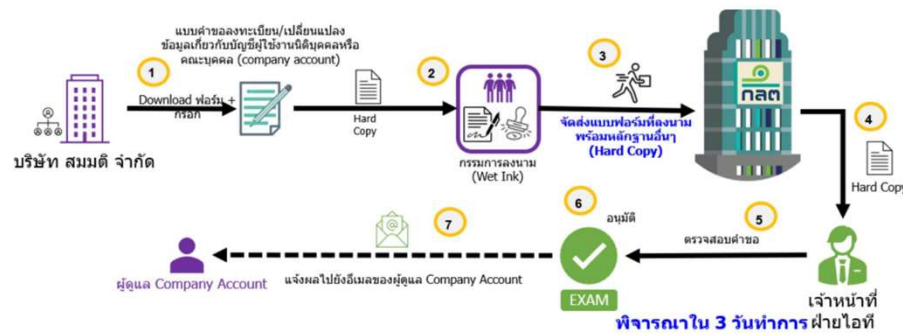 แบบคำขอลงทะเบียน/เปลี่ยนแปลง
ข้อมูลเกี่ยวกับบัญชีผู้ใช้งานนิติบุคคลหรือ
คณะบุคคล (company account)
1
2
3
Download ฟอร์ม +
กรอก
Hard
Copy
กรรมการลงนาม
(Wet Ink)
จัดส่งแบบฟอร์มที่ลงนาม
พร้อมหลักฐานอื่นๆ
(Hard Copy)
กลต
4
Hard Copy
บริษัท สมมติ จำกัด
7
6
5
อนุมัติ
ตรวจสอบคำขอ
ผู้ดูแล Company Account
แจ้งผลไปยังอีเมลของผู้ดูแล Company Account
EXAM
เจ้าหน้าที่
ฝ่ายไอที
พิจารณาใน 3 วันทำการ